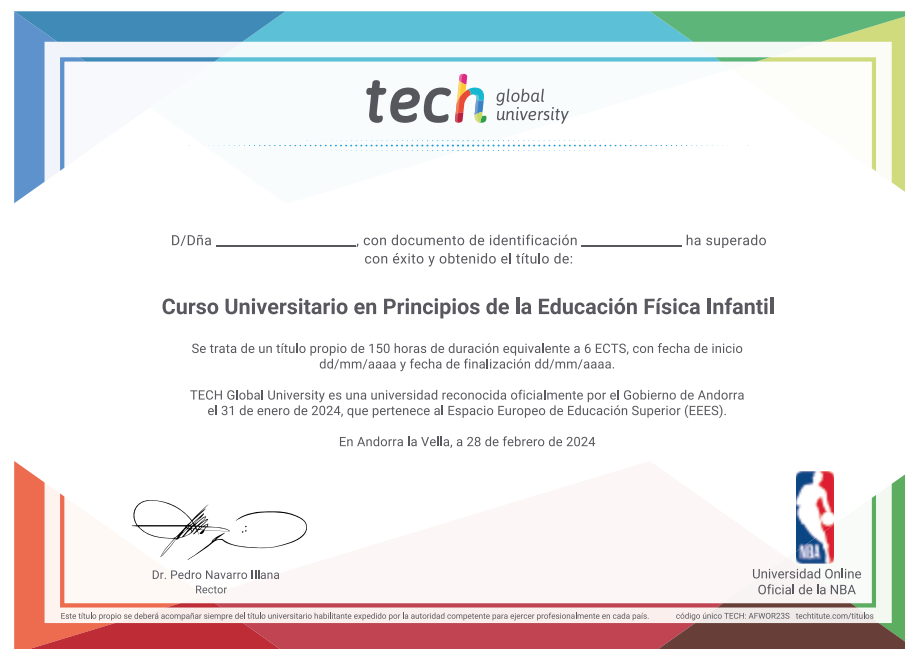 tech global university
D/Dña , con documento de identificación ha superado
con éxito y obtenido el título de:
Curso Universitario en Principios de la Educación Física Infantil
Se trata de un título propio de 150 horas de duración equivalente a 6 ECTS, con fecha de inicio
dd/mm/aaaa y fecha de finalización dd/mm/aaaa.
TECH Global University es una universidad reconocida oficialmente por el Gobierno de Andorra
el 31 de enero de 2024, que pertenece al Espacio Europeo de Educación Superior (EEES).
En Andorra la Vella, a 28 de febrero de 2024
Dr. Pedro Navarro Illana
Rector
NBA
Universidad Online
Oficial de la NBA
Este título propio se deberá acompañar siempre del título universitario habilitante expedido por la autoridad competente para ejercer profesionalmente en cada país. código único TECH: AFWOR23S techtitute.com/titulos